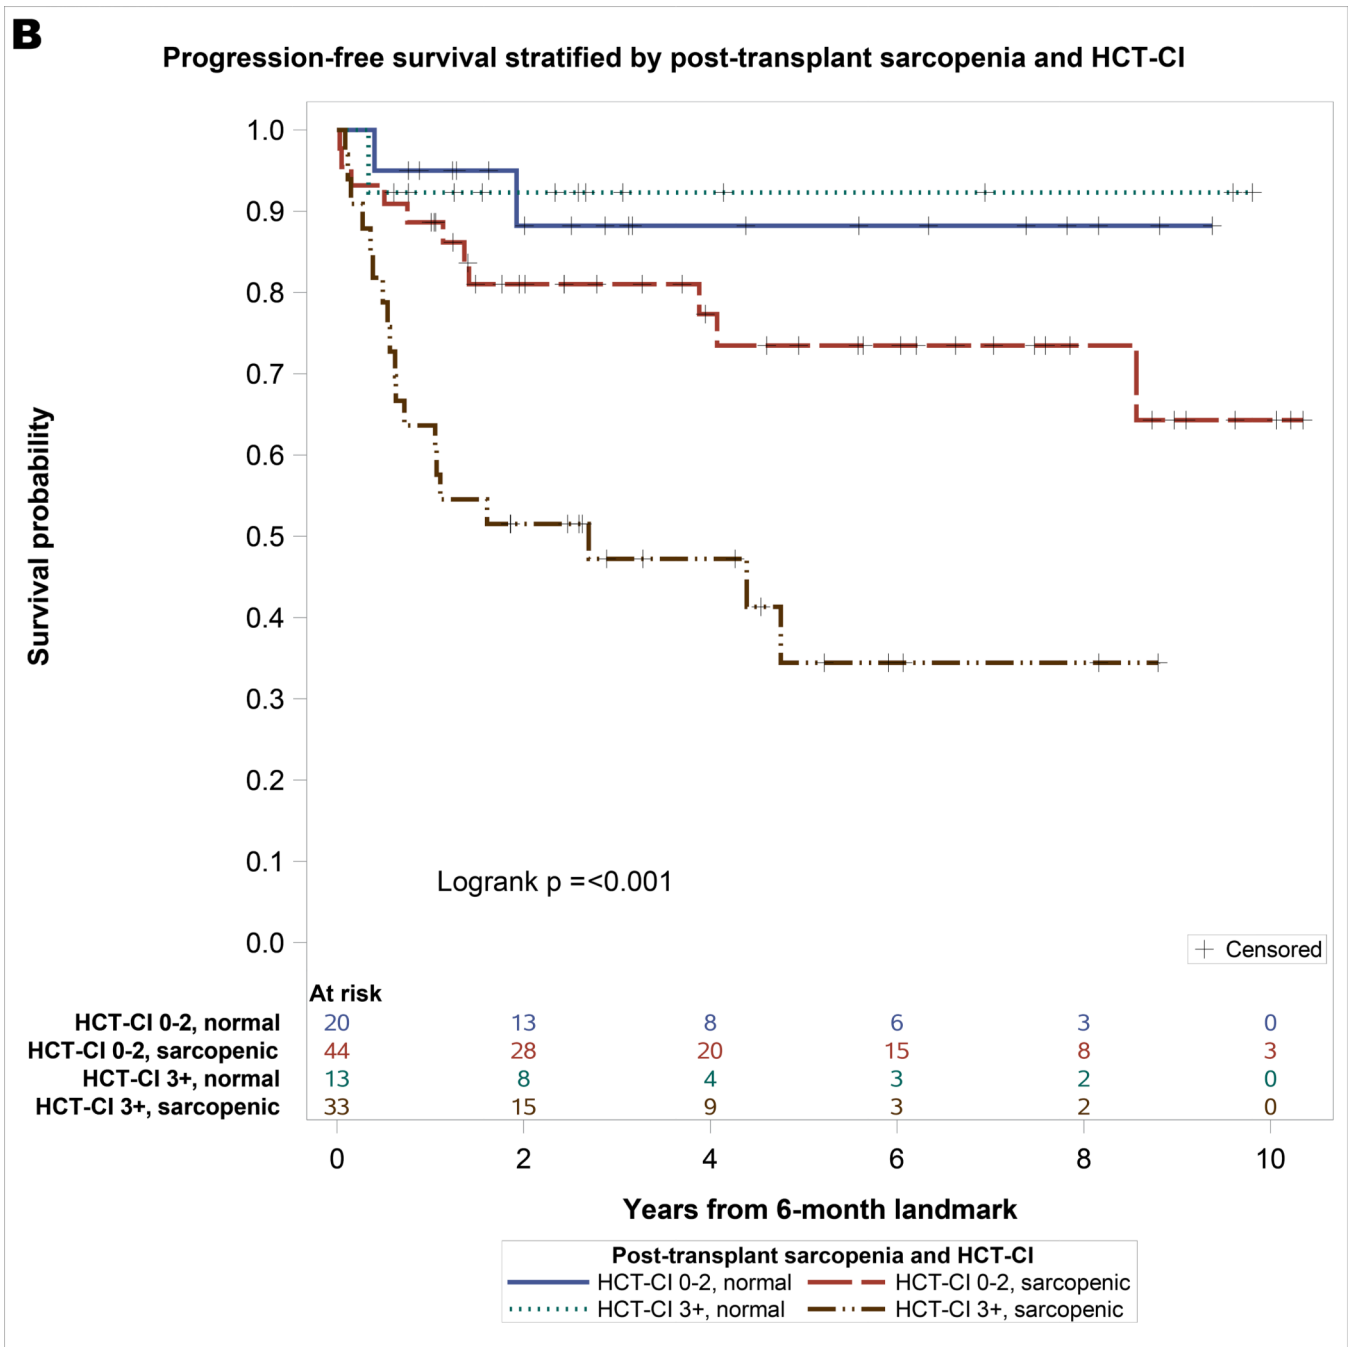 B
Progression-free survival stratified by post-transplant sarcopenia and HCT-CI
1.0
0.9
0.8
0.7
0.6
0.5
0.4
0.3
0.2
0.1
0.0
Survival probability
Logrank p =<0.001
+ Censored
At risk
HCT-CI 0-2, normal 20 13 8 6 3 0
HCT-CI 0-2, sarcopenic 44 28 20 15 8 3
HCT-CI 3+, normal 13 8 4 3 2 0
HCT-CI 3+, sarcopenic 33 15 9 3 2 0
0 2 4 6 8 10
Years from 6-month landmark
Post-transplant sarcopenia and HCT-CI
HCT-CI 0-2, normal HCT-CI 0-2, sarcopenic
HCT-CI 3+, normal HCT-CI 3+, sarcopenic